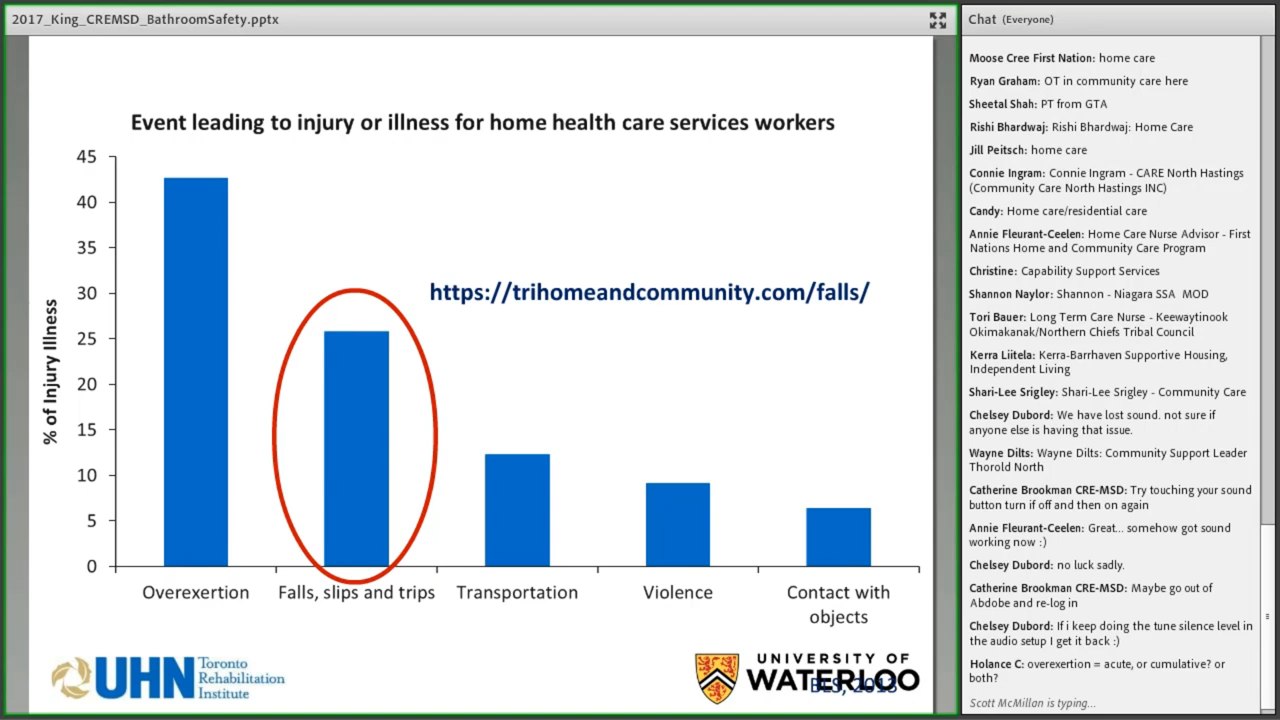 2017_King_CREMSD_BathroomSafety.pptx
Event leading to injury or illness for home health care services workers
% of Injury Illness
45
40
35
30
25
20
15
10
5
0
https://trihomeandcommunity.com/falls/
Overexertion
Falls, slips and trips
Transportation
Violence
Contact with
objects
UHN
Toronto
Rehabilitation
Institute
UNIVERSITY OF
WATERLOO
BLS, 2013
Chat (Everyone)
Moose Cree First Nation: home care
Ryan Graham: OT in community care here
Sheetal Shah: PT from GTA
Rishi Bhardwaj: Rishi Bhardwaj: Home Care
Jill Peitsch: home care
Connie Ingram: Connie Ingram - CARE North Hastings
(Community Care North Hastings INC)
Candy: Home care/residential care
Annie Fleurant-Ceelen: Home Care Nurse Advisor - First
Nations Home and Community Care Program
Christine: Capability Support Services
Shannon Naylor: Shannon - Niagara SSA MOD
Tori Bauer: Long Term Care Nurse - Keewaytinook
Okimakanak/Northern Chiefs Tribal Council
Kerra Liitela: Kerra-Barrhaven Supportive Housing,
Independent Living
Shari-Lee Srigley: Shari-Lee Srigley - Community Care
Chelsey Dubord: We have lost sound. not sure if
anyone else is having that issue.
Wayne Dilts: Wayne Dilts: Community Support Leader
Thorold North
Catherine Brookman CRE-MSD: Try touching your sound
button turn if off and then on again
Annie Fleurant-Ceelen: Great... somehow got sound
working now :)
Chelsey Dubord: no luck sadly.
Catherine Brookman CRE-MSD: Maybe go out of
Abdobe and re-log in
Chelsey Dubord: If i keep doing the tune silence level in
the audio setup I get it back :)
Holance C: overexertion = acute, or cumulative? or
both?
Scott McMillan is typing...